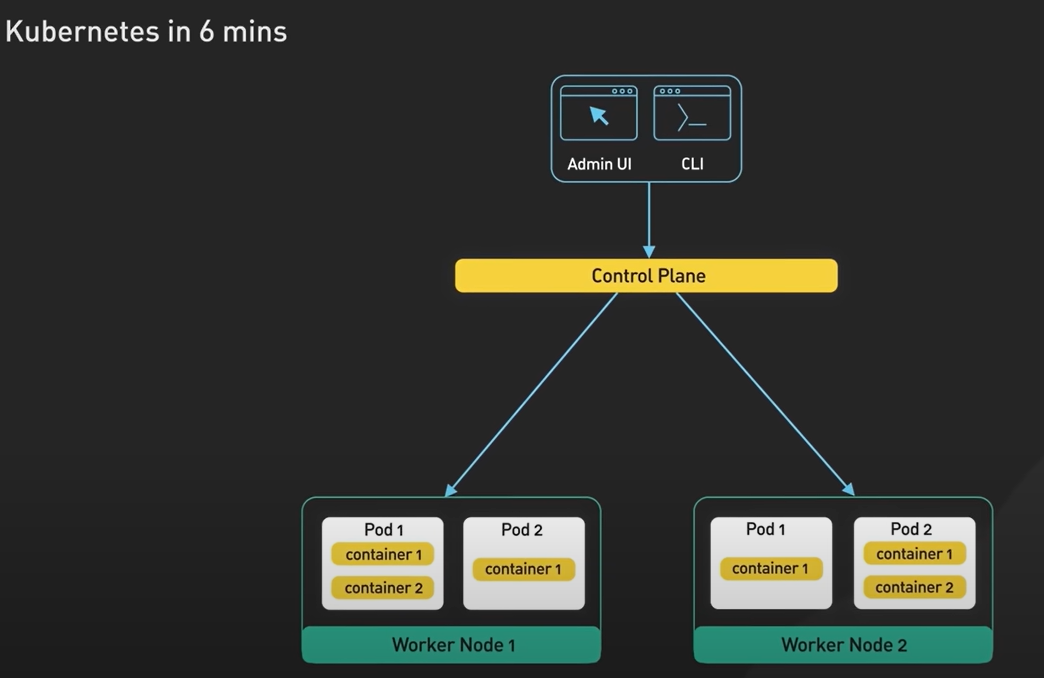 Kubernetes in 6 mins
Admin UI
CLI
Control Plane
Pod 1
container 1
container 2
Pod 2
container 1
Worker Node 1
Pod 1
container 1
Pod 2
container 1
container 2
Worker Node 2